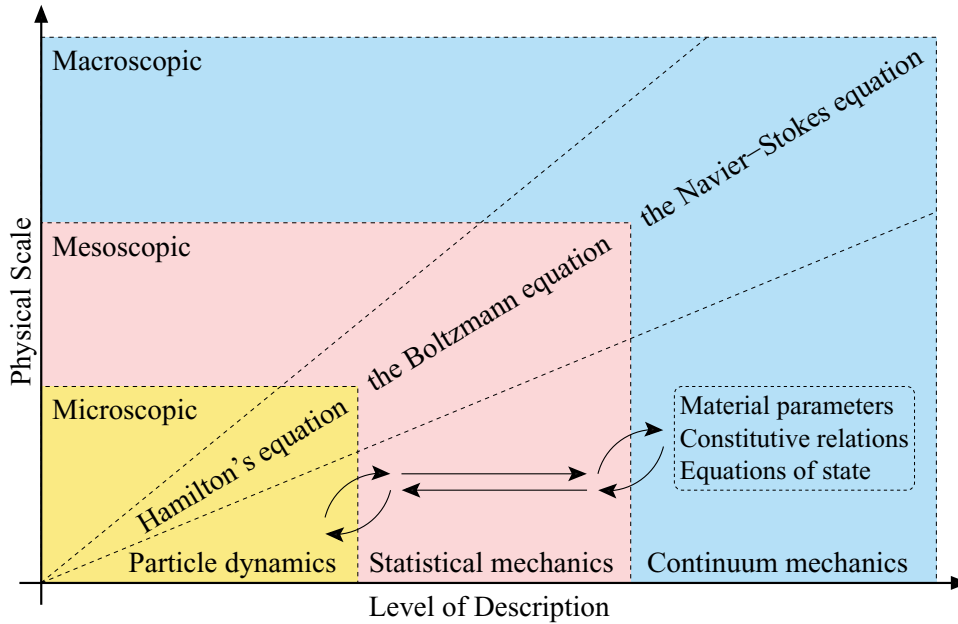 Macroscopic
the Navier–Stokes equation
Mesoscopic
the Boltzmann equation
Physical Scale
Microscopic
Hamilton’s equation
Material parameters
Constitutive relations
Equations of state
Particle dynamics
Statistical mechanics
Continuum mechanics
Level of Description